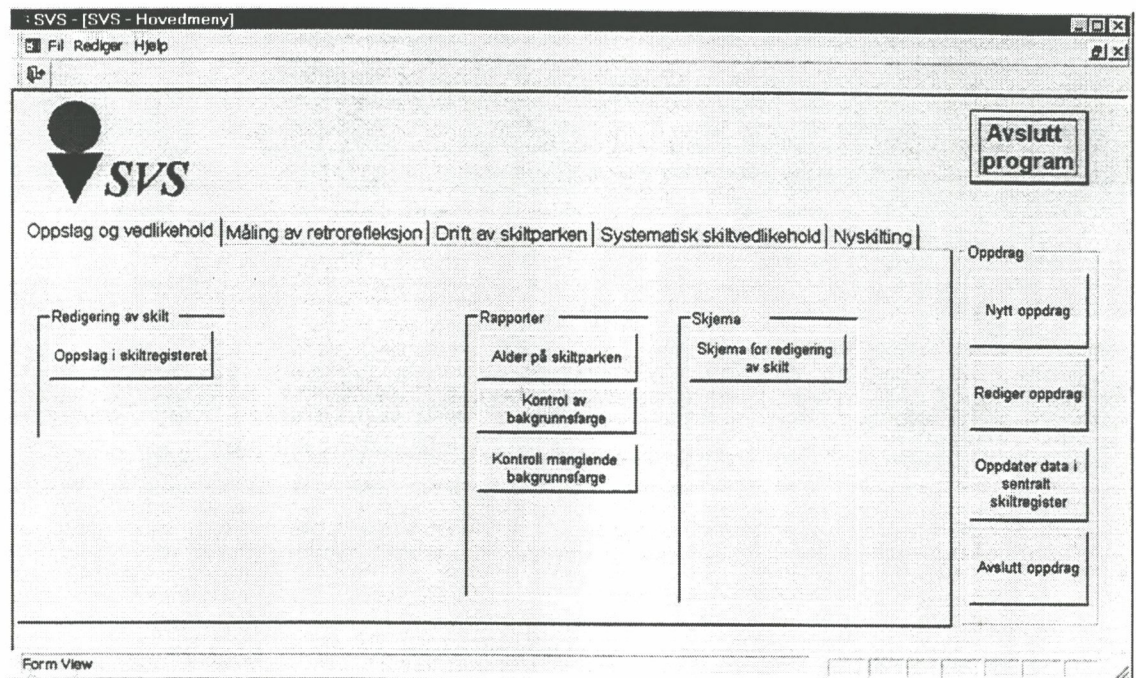 SVS - [SVS - Hovedmeny]
Fil Rediger Hjelp
SVS
Avslutt
program
Oppslag og vedlikehold
Måling av retrorefleksjon
Drift av skiltparken
Systematisk skiltvedlikehold
Nyskilting
Redigering av skilt
Oppslag i skiltregisteret
Rapporter
Alder på skiltparken
Kontrol av
bakgrunnsfarge
Kontroll manglende
bakgrunnsfarge
Skjema
Skjema for redigering
av skilt
Oppdrag
Nytt oppdrag
Rediger oppdrag
Oppdater data i
sentralt
skiltregister
Avslutt oppdrag
Form View